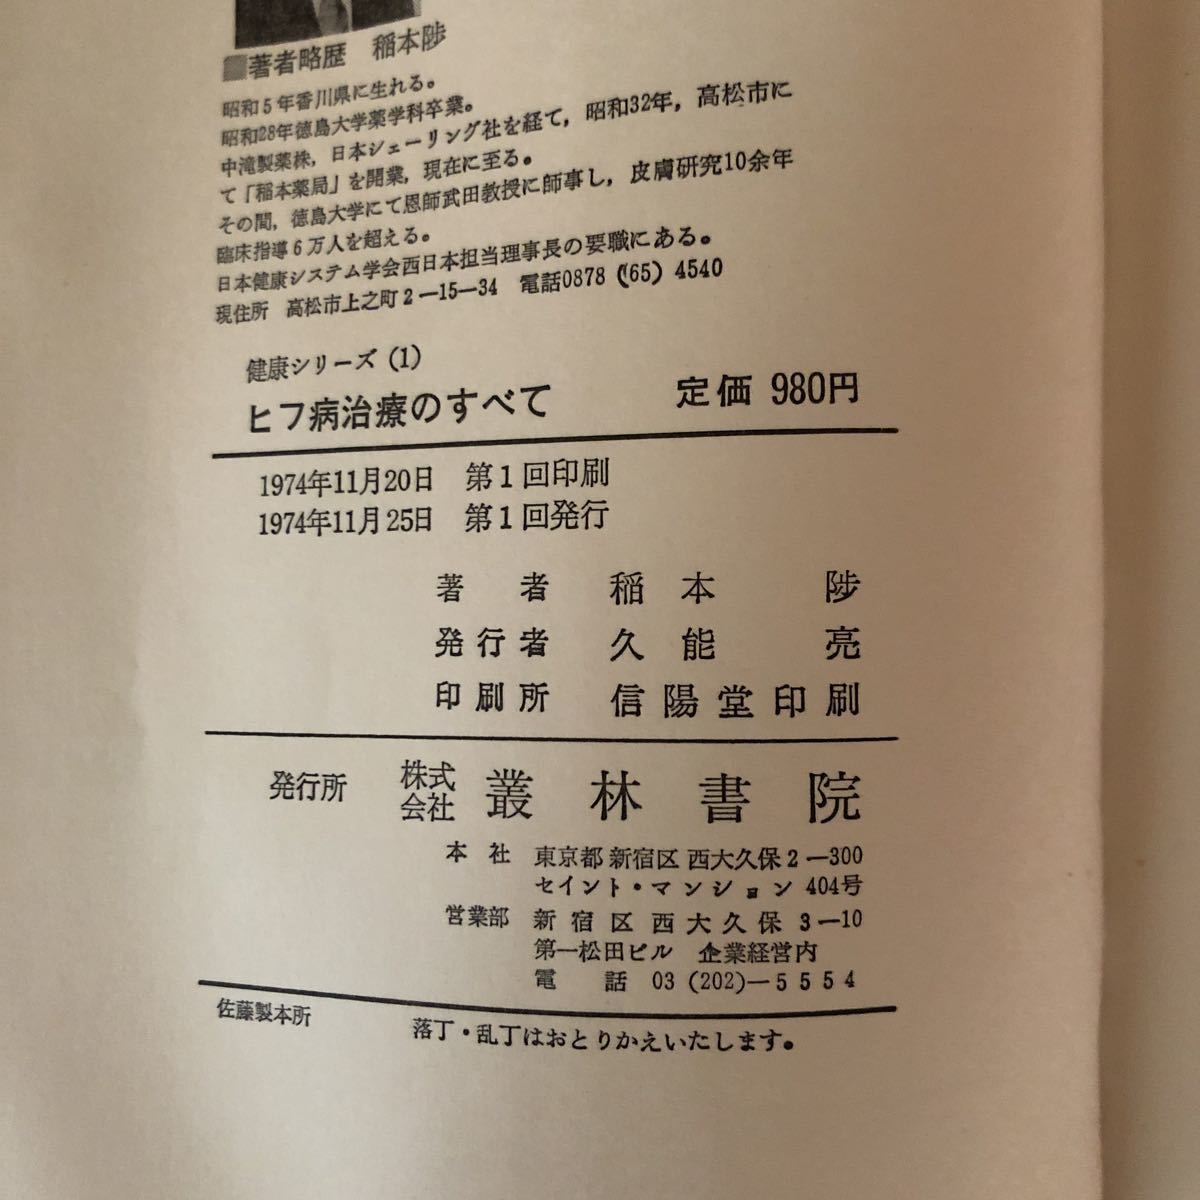 ■著者略歴 稲本陟
昭和5年香川県に生れる。
昭和28年徳島大学薬学科卒業。
中滝製薬株，日本シェーリング社を経て，昭和32年，高松市に
て「稲本薬局」を開業，現在に至る。
その間，徳島大学にて恩師武田教授に師事し，皮膚研究10余年
臨床指導6万人を超える。
日本健康システム学会西日本担当理事長の要職にある。
現住所 高松市上之町2—15—34 電話0878 (65) 4540
健康シリーズ (1)
ヒフ病治療のすべて 定価 980円
1974年11月20日 第1回印刷
1974年11月25日 第1回発行
著者 稲本 陟
発行者 久能 亮
印刷所 信陽堂印刷
発行所 株式会社 叢林書院
本社 東京都新宿区西大久保2—300
セイント・マンション 404号
営業部 新宿区西大久保3—10
第一松田ビル 企業経営内
電話 03 (202)—5554
佐藤製本所 落丁・乱丁はおとりかえいたします。